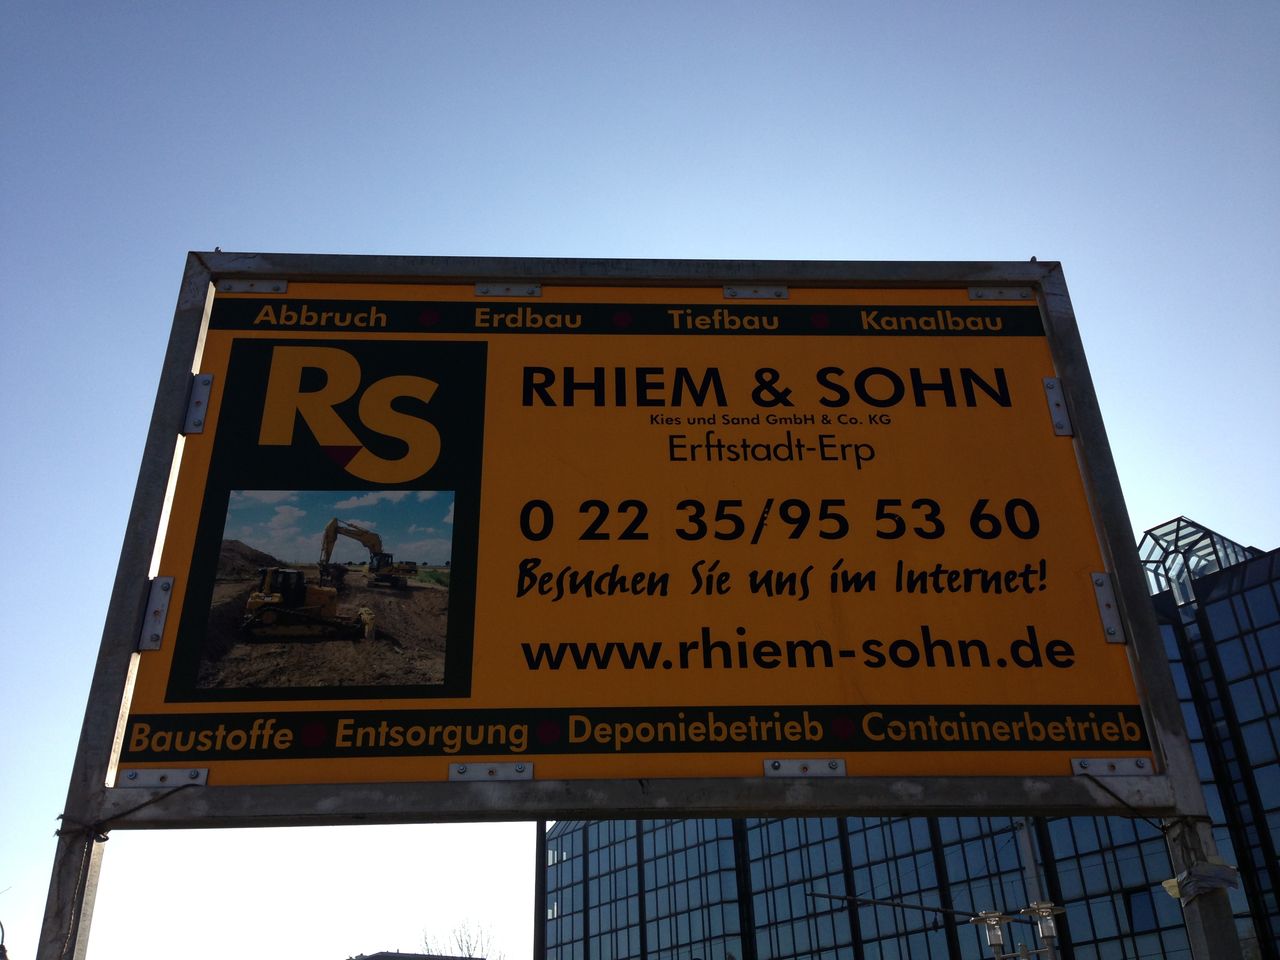 Abbruch • Erdbau • Tiefbau • Kanalbau
RS
RHIEM & SOHN
Kies und Sand GmbH & Co. KG
Erftstadt-Erp
0 22 35/95 53 60
Besuchen Sie uns im Internet!
www.rhiem-sohn.de
Baustoffe • Entsorgung • Deponiebetrieb • Containerbetrieb